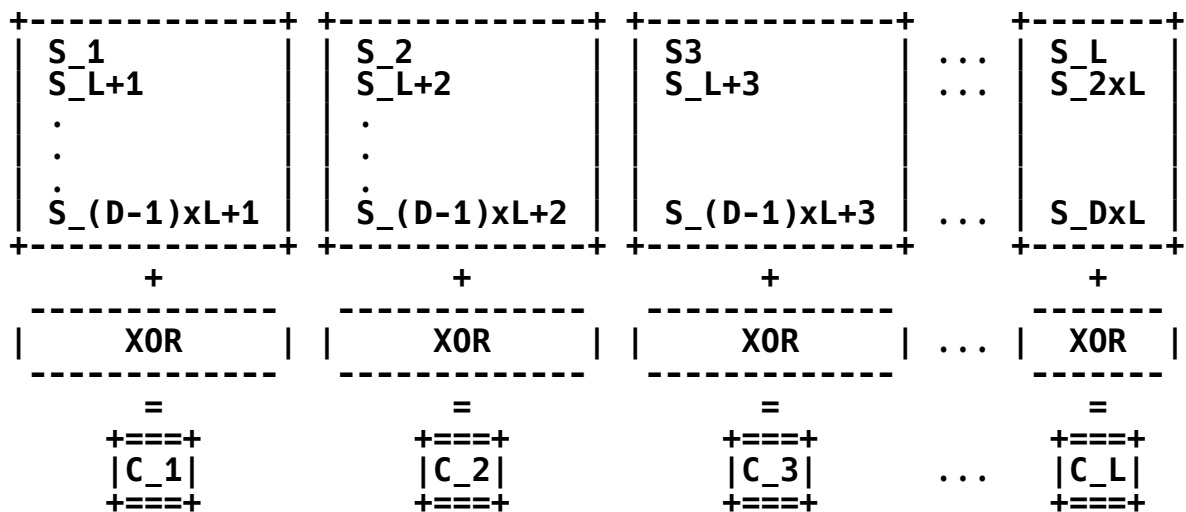 +-------------+ +-------------+ +-------------+     +-------+
| S_1         | | S_2         | | S3          | ... | S_L   |
| S_L+1       | | S_L+2       | | S_L+3       | ... | S_2xL |
| .           | | .           | |             |     |       |
| .           | | .           | |             |     |       |
| .           | | .           | |             |     |       |
| S_(D-1)xL+1 | | S_(D-1)xL+2 | | S_(D-1)xL+3 | ... | S_DxL |
+-------------+ +-------------+ +-------------+     +-------+
       +               +               +                +
 -------------   -------------   -------------       -------
|     XOR     | |     XOR     | |     XOR     | ... |  XOR  |
 -------------   -------------   -------------       -------
       =               =               =                =
     +===+           +===+           +===+            +===+
     |C_1|           |C_2|           |C_3|      ...   |C_L|
     +===+           +===+           +===+            +===+